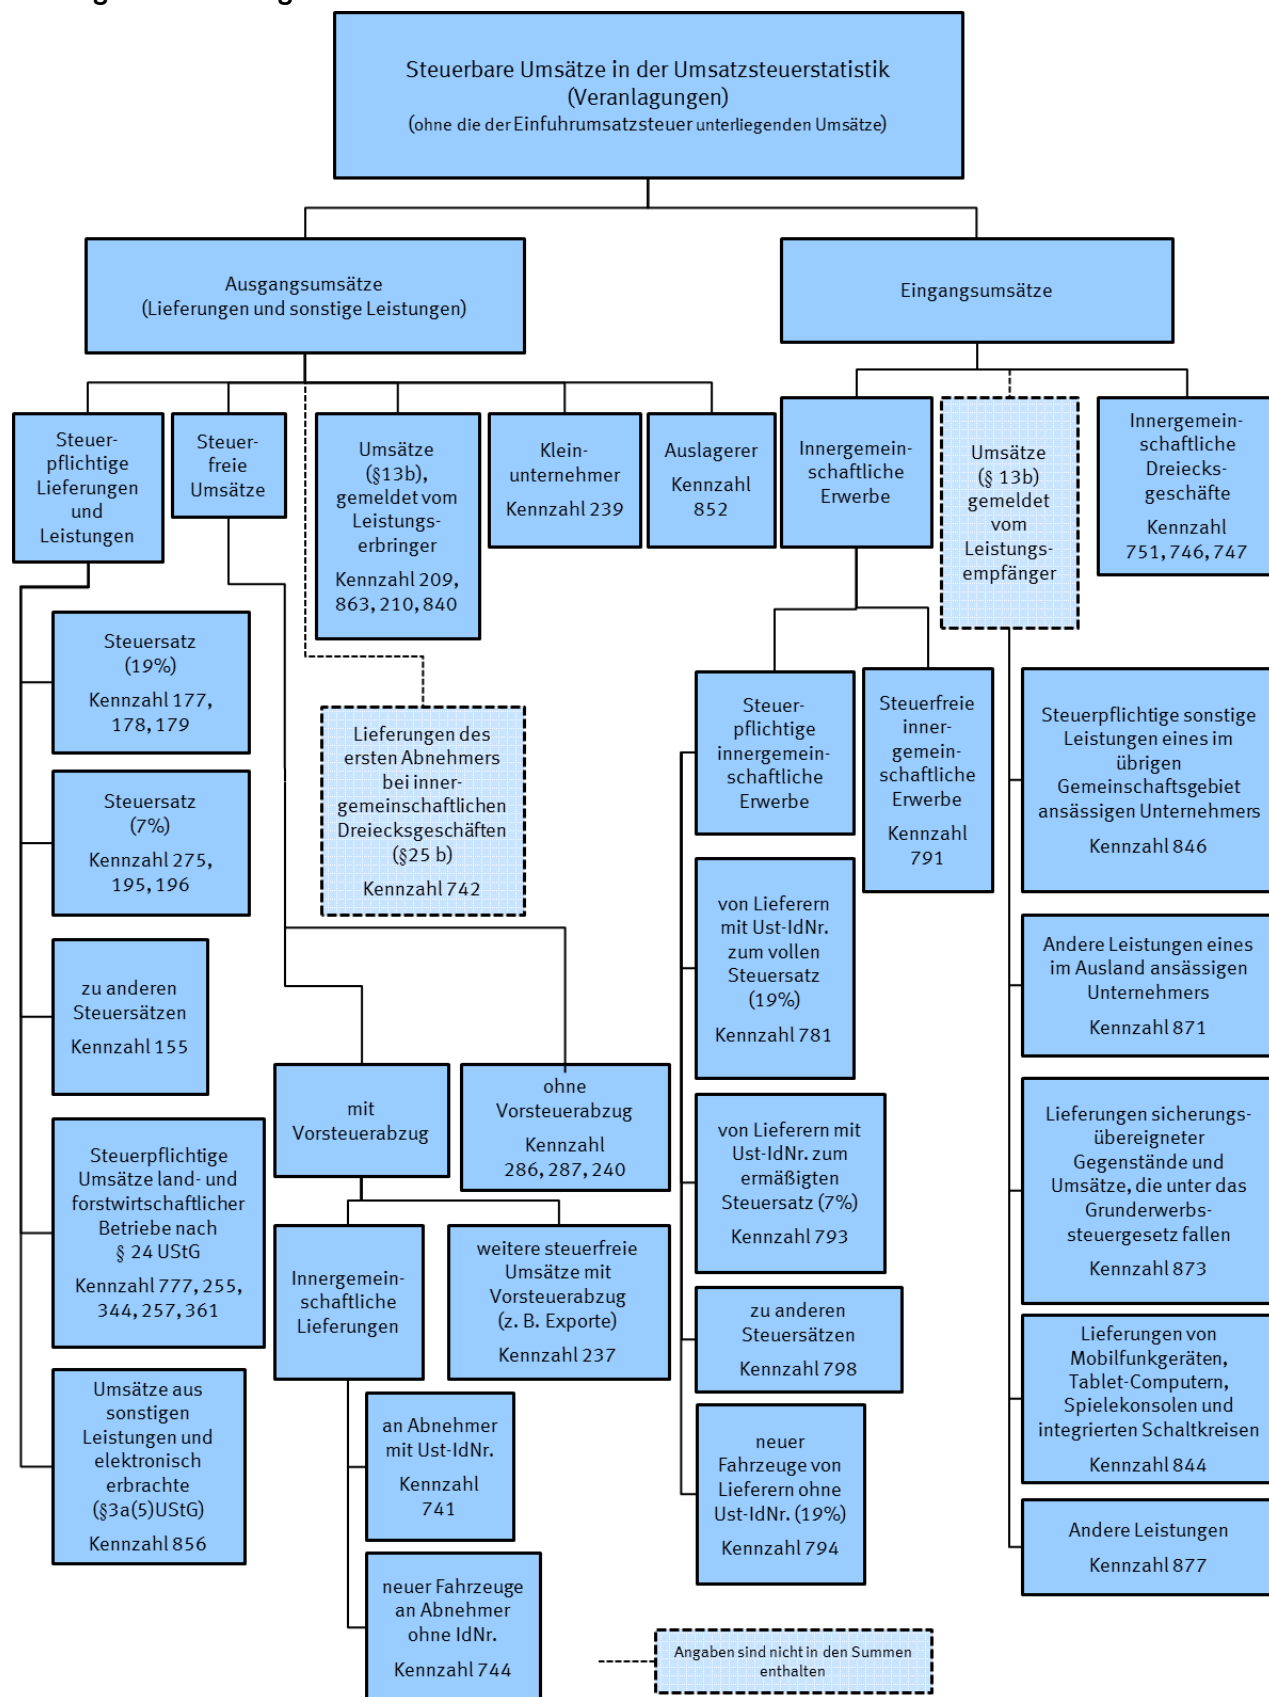 Steuerbare Umsätze in der Umsatzsteuerstatistik
(Veranlagungen)
(ohne die der Einfuhrumsatzsteuer unterliegenden Umsätze)
Ausgangsumsätze
(Lieferungen und sonstige Leistungen)
Eingangsumsätze
Steuer-
pflichtige
Lieferungen
und
Leistungen
Steuer-
freie
Umsätze
Umsätze
(§13b),
gemeldet vom
Leistungs-
erbringer
Kennzahl 209,
863, 210, 840
Klein-
unternehmer
Kennzahl 239
Auslagerer
Kennzahl
852
Innergemein-
schaftliche
Erwerbe
Umsätze
(§ 13b)
gemeldet
vom
Leistungs-
empfänger
Innergemein-
schaftliche
Dreiecks-
geschäfte
Kennzahl
751, 746, 747
Steuersatz
(19%)
Kennzahl 177,
178, 179
Steuersatz
(7%)
Kennzahl 275,
195, 196
zu anderen
Steuersätzen
Kennzahl 155
Steuerpflichtige
Umsätze land- und
forstwirtschaftlicher
Betriebe nach
§ 24 UStG
Kennzahl 777, 255,
344, 257, 361
Umsätze aus
sonstigen
Leistungen und
elektronisch
erbrachte
(§3a(5)UStG)
Kennzahl 856
Lieferungen des
ersten Abnehmers
bei inner-
gemeinschaftlichen
Dreiecksgeschäften
(§25 b)
Kennzahl 742
mit
Vorsteuerabzug
ohne
Vorsteuerabzug
Kennzahl
286, 287, 240
Innergemein-
schaftliche
Lieferungen
weitere steuerfreie
Umsätze mit
Vorsteuerabzug
(z. B. Exporte)
Kennzahl 237
an Abnehmer
mit Ust-IdNr.
Kennzahl
741
neuer Fahrzeuge
an Abnehmer
ohne IdNr.
Kennzahl 744
Steuer-
pflichtige
innergemein-
schaftliche
Erwerbe
Steuerfreie
inner-
gemein-
schaftliche
Erwerbe
Kennzahl
791
von Lieferern
mit Ust-IdNr.
zum vollen
Steuersatz
(19%)
Kennzahl 781
von Lieferern mit
Ust-IdNr. zum
ermäßigten
Steuersatz (7%)
Kennzahl 793
zu anderen
Steuersätzen
Kennzahl 798
neuer
Fahrzeuge von
Lieferern ohne
Ust-IdNr. (19%)
Kennzahl 794
Steuerpflichtige sonstige
Leistungen eines im
übrigen
Gemeinschaftsgebiet
ansässigen Unternehmers
Kennzahl 846
Andere Leistungen eines
im Ausland ansässigen
Unternehmers
Kennzahl 871
Lieferungen sicherungs-
übereigneter
Gegenstände und
Umsätze, die unter das
Grunderwerbs-
steuergesetz fallen
Kennzahl 873
Lieferungen von
Mobilfunkgeräten,
Tablet-Computern,
Spielekonsolen und
integrierten Schaltkreisen
Kennzahl 844
Andere Leistungen
Kennzahl 877
Angaben sind nicht in den Summen
enthalten